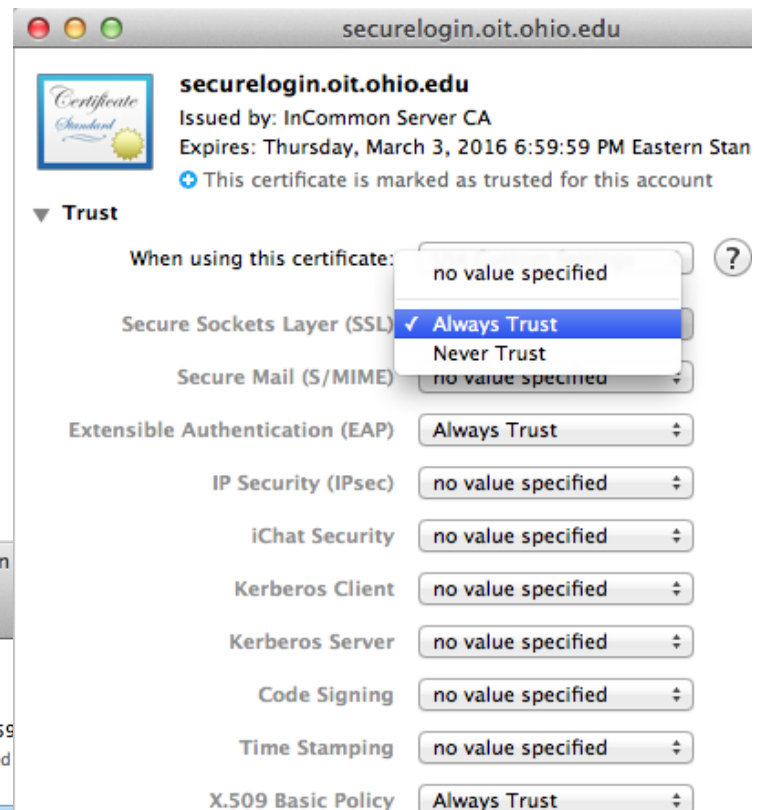 securelogin.oit.ohio.edu
Certificate
Standard
securelogin.oit.ohio.edu
Issued by: InCommon Server CA
Expires: Thursday, March 3, 2016 6:59:59 PM Eastern Stan
This certificate is marked as trusted for this account
Trust
When using this certificate: ?
no value specified
Secure Sockets Layer (SSL) ✓ Always Trust
Never Trust
Secure Mail (S/MIME) no value specified
Extensible Authentication (EAP) Always Trust
IP Security (IPsec) no value specified
n
iChat Security no value specified
Kerberos Client no value specified
Kerberos Server no value specified
Code Signing no value specified
59
Time Stamping no value specified
d
X.509 Basic Policy Always Trust